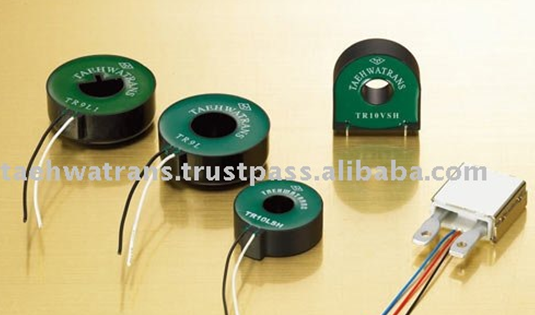 TAEHWATRANS
TR9L1
TAEHWATRANS
TR9L
TAEHWATRANS
TR10VSH
TAEHWATRANS
TR10LSH
taehwatrans.trustpass.alibaba.com